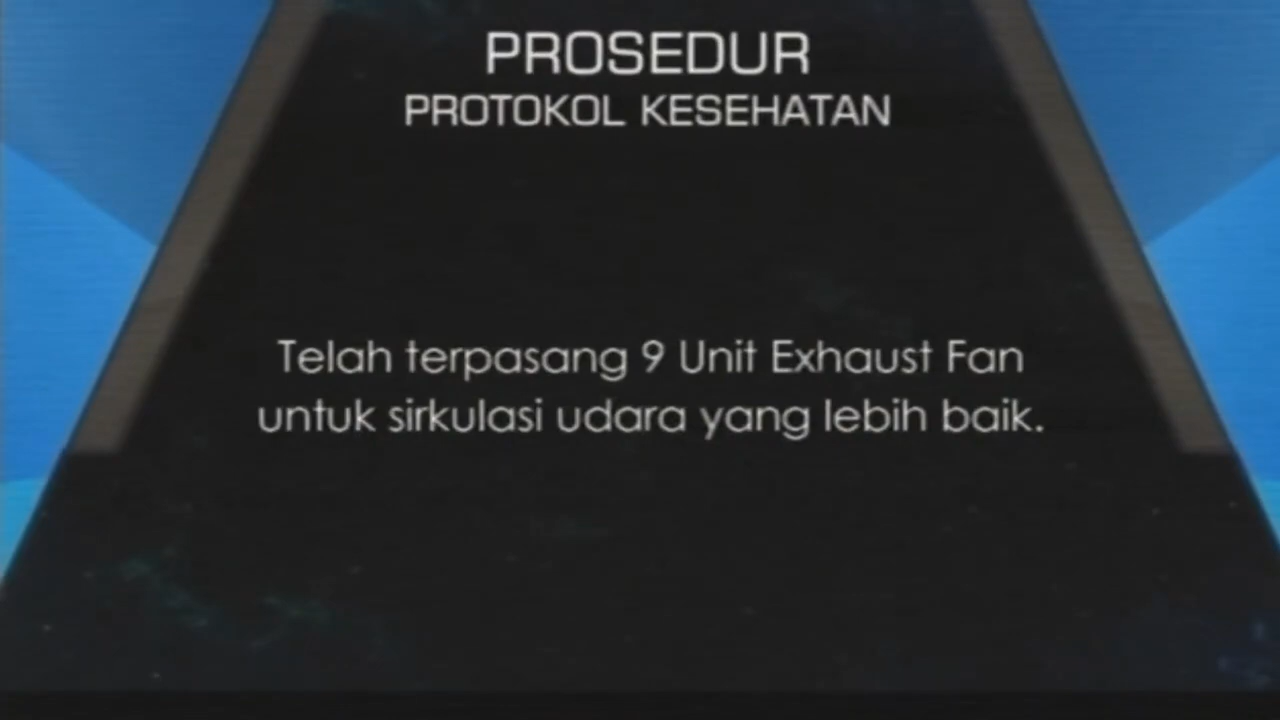 PROSEDUR
PROTOKOL KESEHATAN
Telah terpasang 9 Unit Exhaust Fan
untuk sirkulasi udara yang lebih baik.